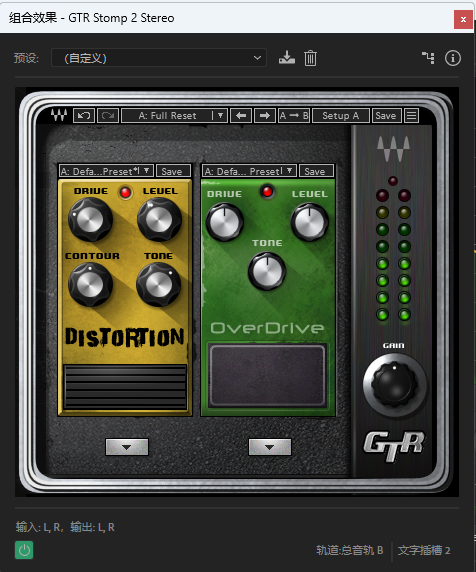 组合效果 - GTR Stomp 2 Stereo
预设: (自定义)
A: Full Reset A → B Setup A Save
A: Defa...Preset* Save A: Defa... Preset Save
DRIVE LEVEL DRIVE LEVEL
TONE
CONTOUR TONE
OverDrive
DISTORTION
GAIN
GTR
输入: L, R, 输出: L, R
轨道:总音轨 B 文字插槽 2